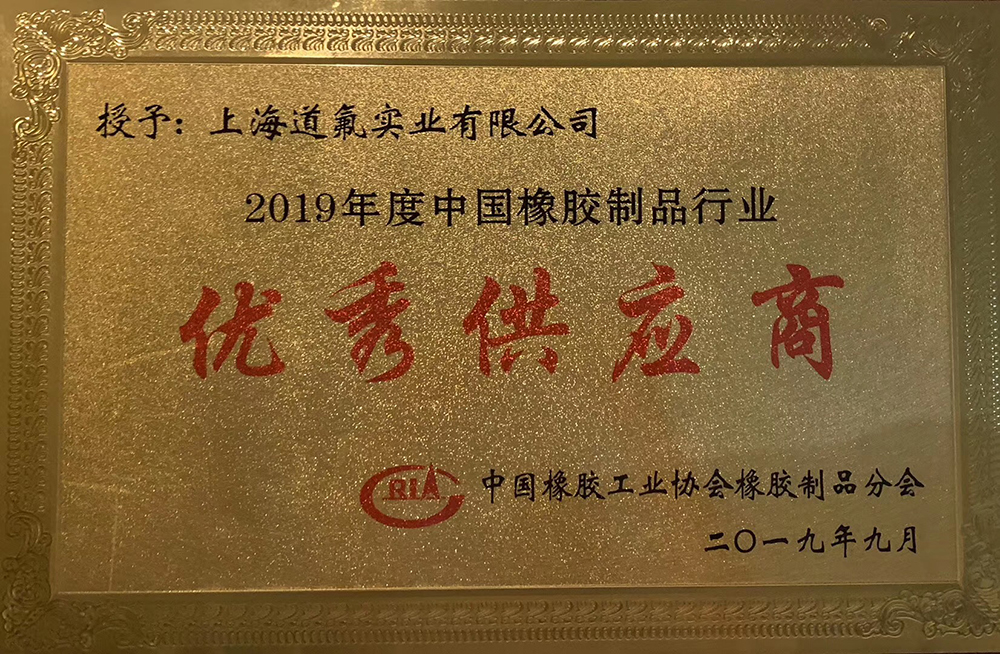 授予：上海道氟实业有限公司
2019年度中国橡胶制品行业
优秀供应商
CRIA 中国橡胶工业协会橡胶制品分会
二〇一九年九月